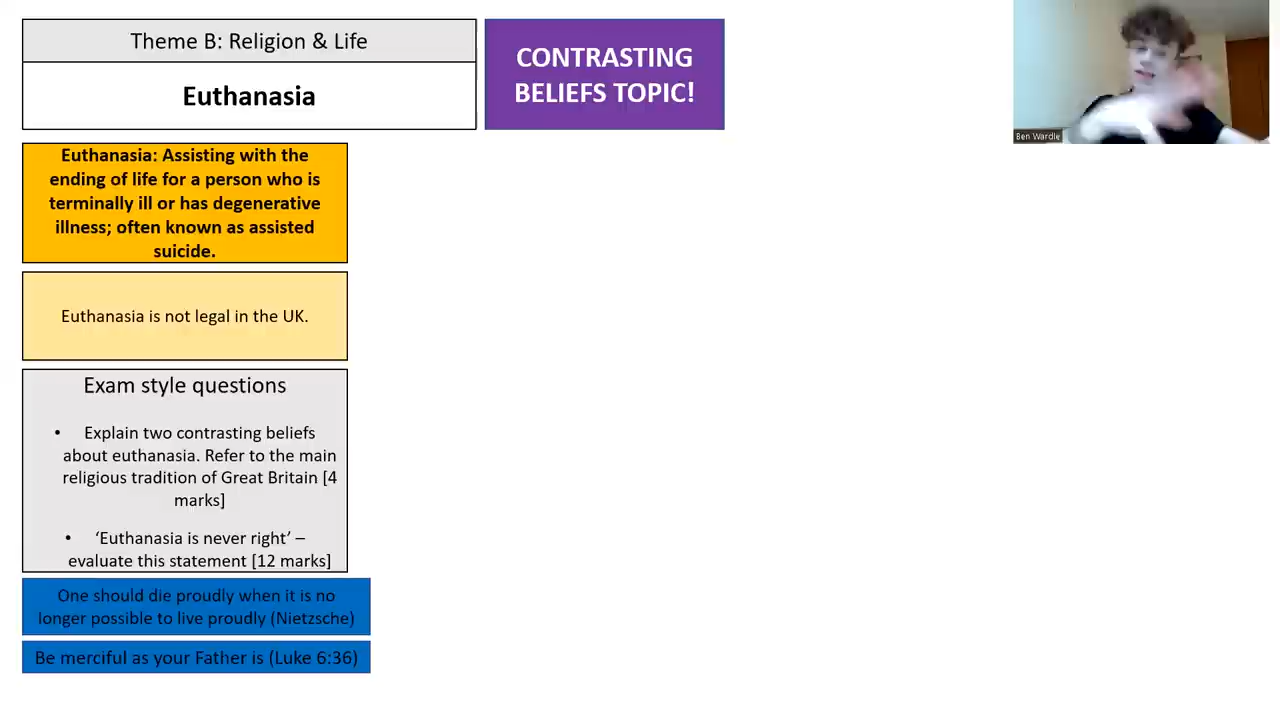 Theme B: Religion & Life
Euthanasia
CONTRASTING
BELIEFS TOPIC!
Ben Wardle
Euthanasia: Assisting with the
ending of life for a person who is
terminally ill or has degenerative
illness; often known as assisted
suicide.
Euthanasia is not legal in the UK.
Exam style questions
• Explain two contrasting beliefs
about euthanasia. Refer to the main
religious tradition of Great Britain [4
marks]
• ‘Euthanasia is never right’ –
evaluate this statement [12 marks]
One should die proudly when it is no
longer possible to live proudly (Nietzsche)
Be merciful as your Father is (Luke 6:36)